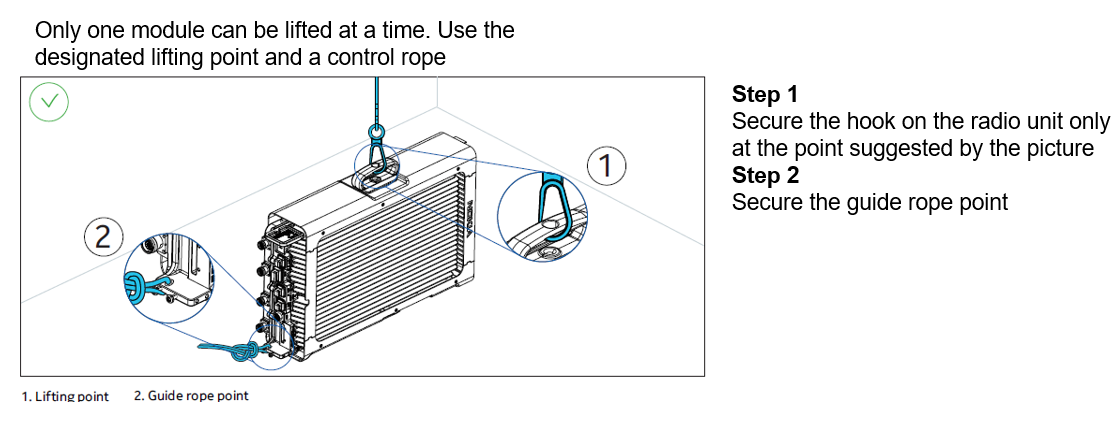 Only one module can be lifted at a time. Use the
designated lifting point and a control rope
Step 1
Secure the hook on the radio unit only
at the point suggested by the picture
Step 2
Secure the guide rope point
1
2
NOKIA
1. Lifting point 2. Guide rope point